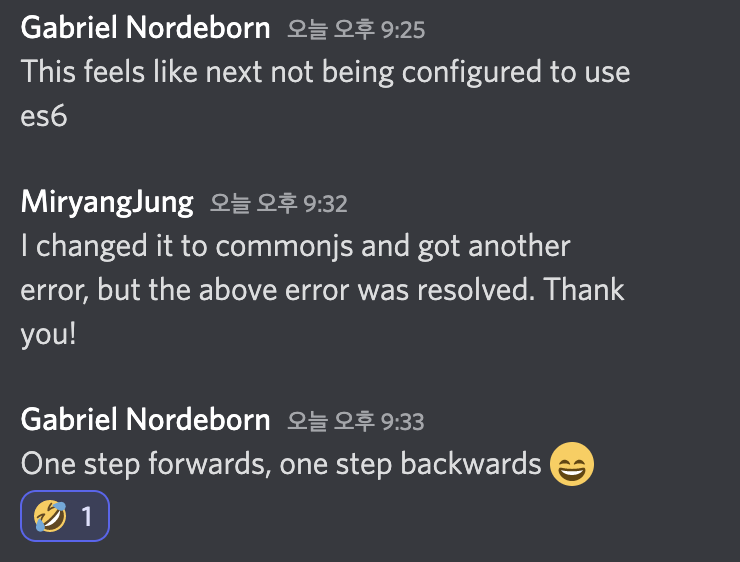 Gabriel Nordeborn 오늘 오후 9:25
This feels like next not being configured to use
es6
MiryangJung 오늘 오후 9:32
I changed it to commonjs and got another
error, but the above error was resolved. Thank
you!
Gabriel Nordeborn 오늘 오후 9:33
One step forwards, one step backwards 😄
🤣 1